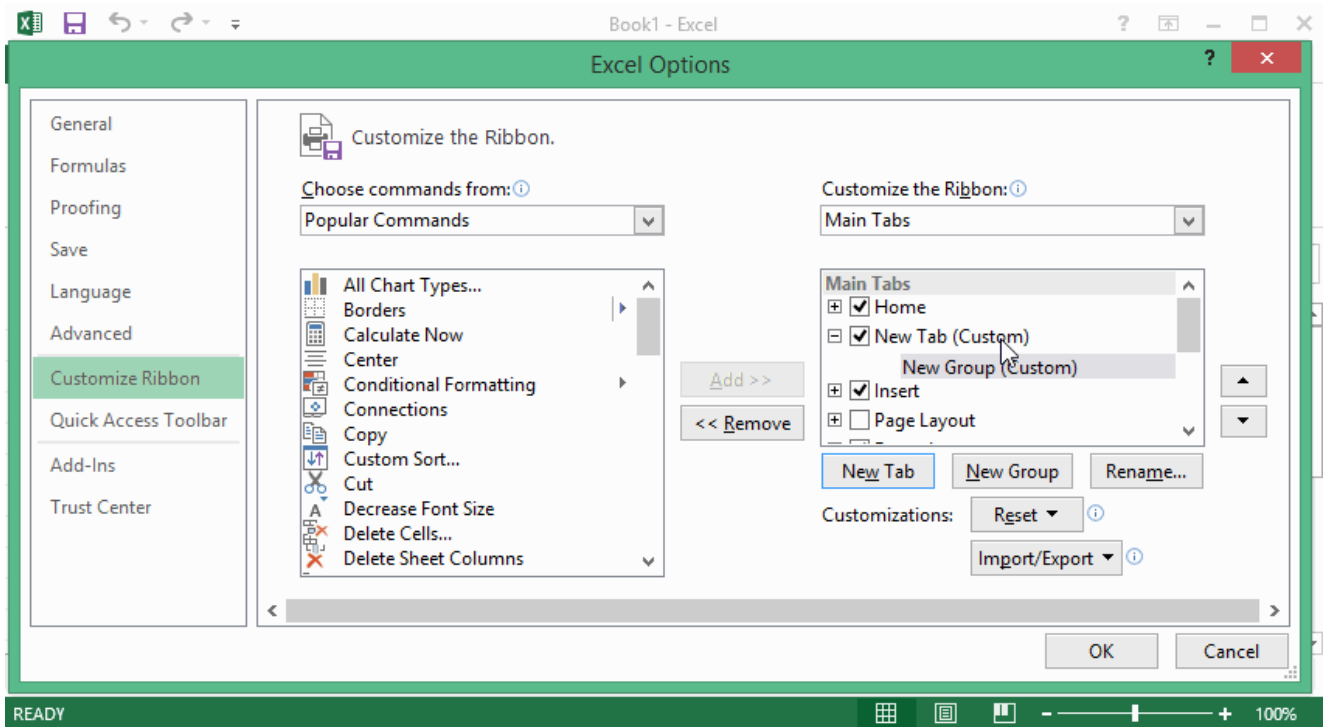 Book1 - Excel
?
Excel Options
?
General
Formulas
Proofing
Save
Language
Advanced
Customize Ribbon
Quick Access Toolbar
Add-Ins
Trust Center
Customize the Ribbon.
Choose commands from:
Popular Commands
All Chart Types...
Borders
Calculate Now
Center
Conditional Formatting
Connections
Copy
Custom Sort...
Cut
Decrease Font Size
Delete Cells...
Delete Sheet Columns
Add >>
<< Remove
Customize the Ribbon:
Main Tabs
Main Tabs
Home
New Tab (Custom)
New Group (Custom)
Insert
Page Layout
New Tab New Group Rename...
Customizations: Reset
Import/Export
OK Cancel
READY 100%